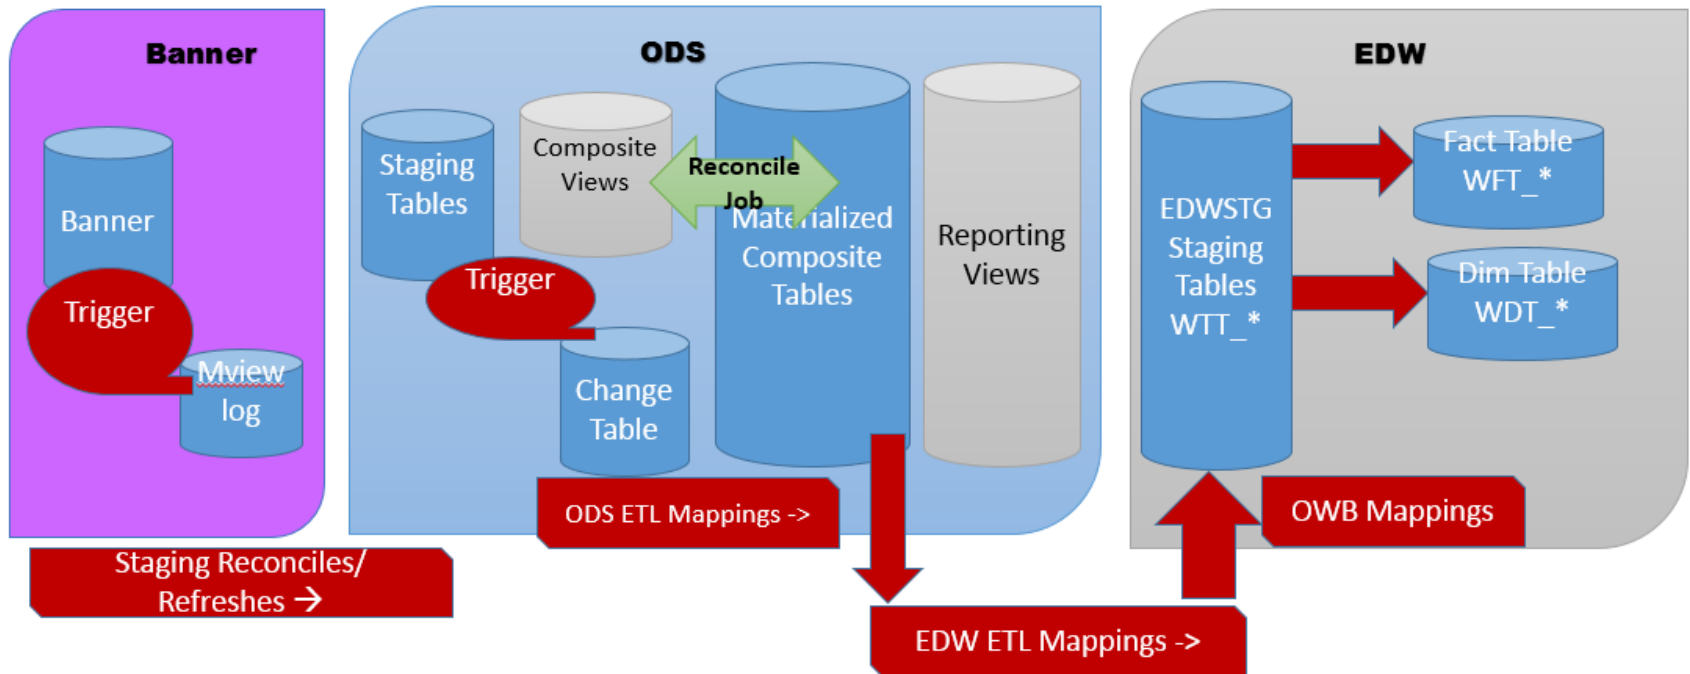 Banner
Banner
Trigger
Mview
log
Staging Reconciles/
Refreshes →
ODS
Staging
Tables
Composite
Views
Reconcile
Job
Materialized
Composite
Tables
Reporting
Views
Trigger
Change
Table
ODS ETL Mappings ->
EDW ETL Mappings ->
EDW
EDWSTG
Staging
Tables
WTT_*
Fact Table
WFT_*
Dim Table
WDT_*
OWB Mappings